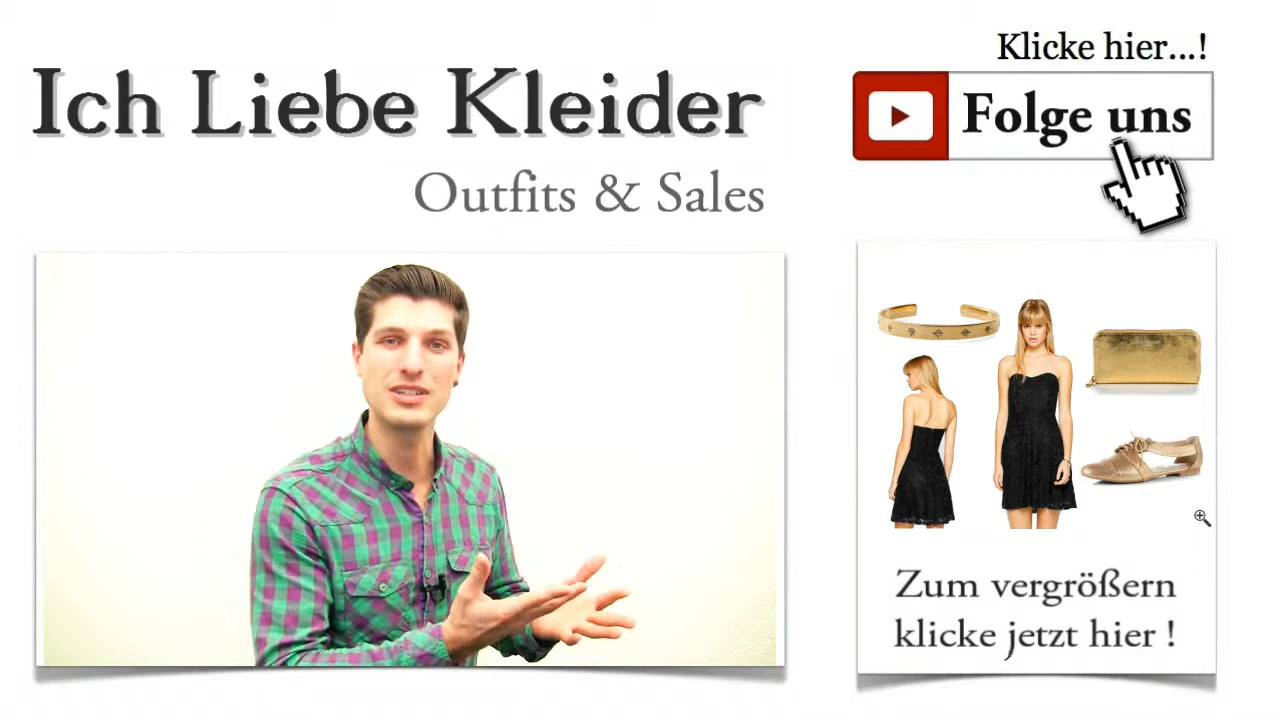 Ich Liebe Kleider
Outfits & Sales
Klicke hier...!
Folge uns
Zum vergrößern
klicke jetzt hier !